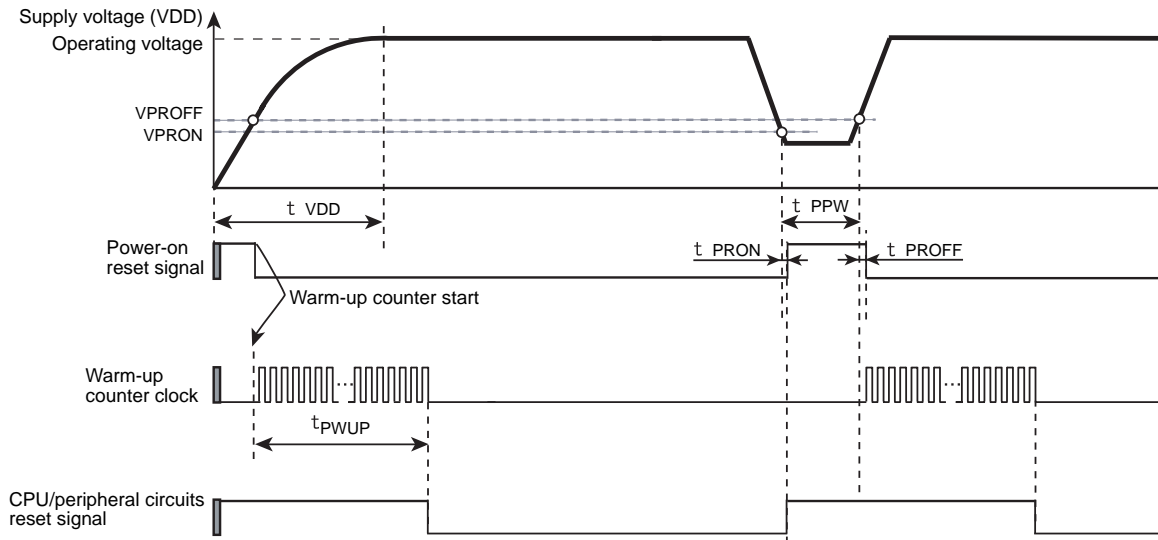 Supply voltage (VDD)
Operating voltage
VPROFF
VPRON
t VDD
t PPW
Power-on
reset signal
t PRON
t PROFF
Warm-up counter start
Warm-up
counter clock
... 
...
tPWUP
CPU/peripheral circuits
reset signal